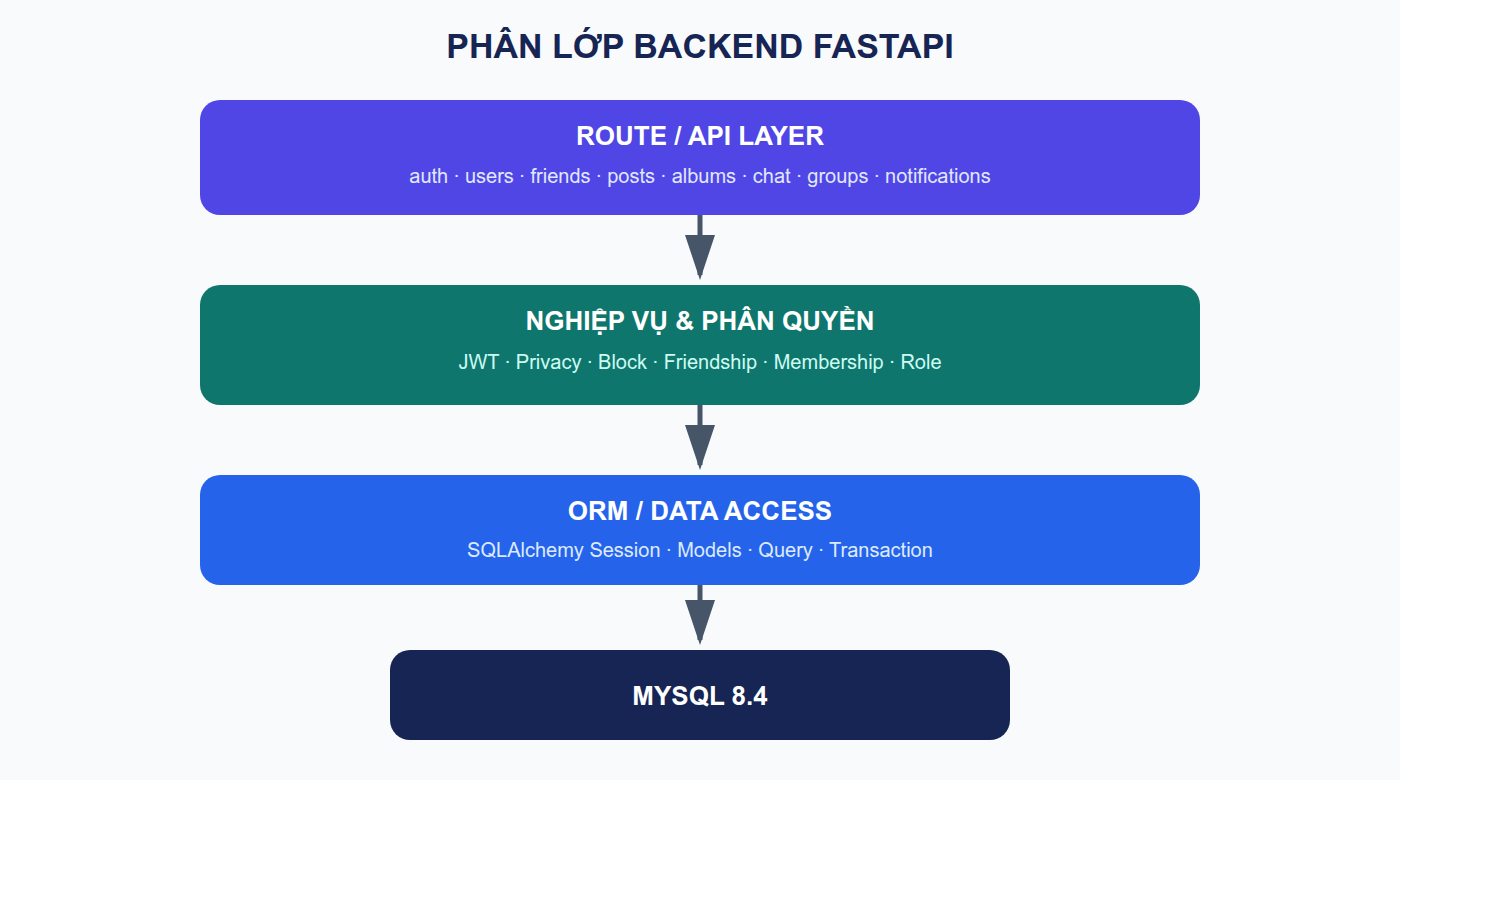 PHÂN LỚP BACKEND FASTAPI
ROUTE / API LAYER
auth · users · friends · posts · albums · chat · groups · notifications
NGHIỆP VỤ & PHÂN QUYỀN
JWT · Privacy · Block · Friendship · Membership · Role
ORM / DATA ACCESS
SQLAlchemy Session · Models · Query · Transaction
MYSQL 8.4